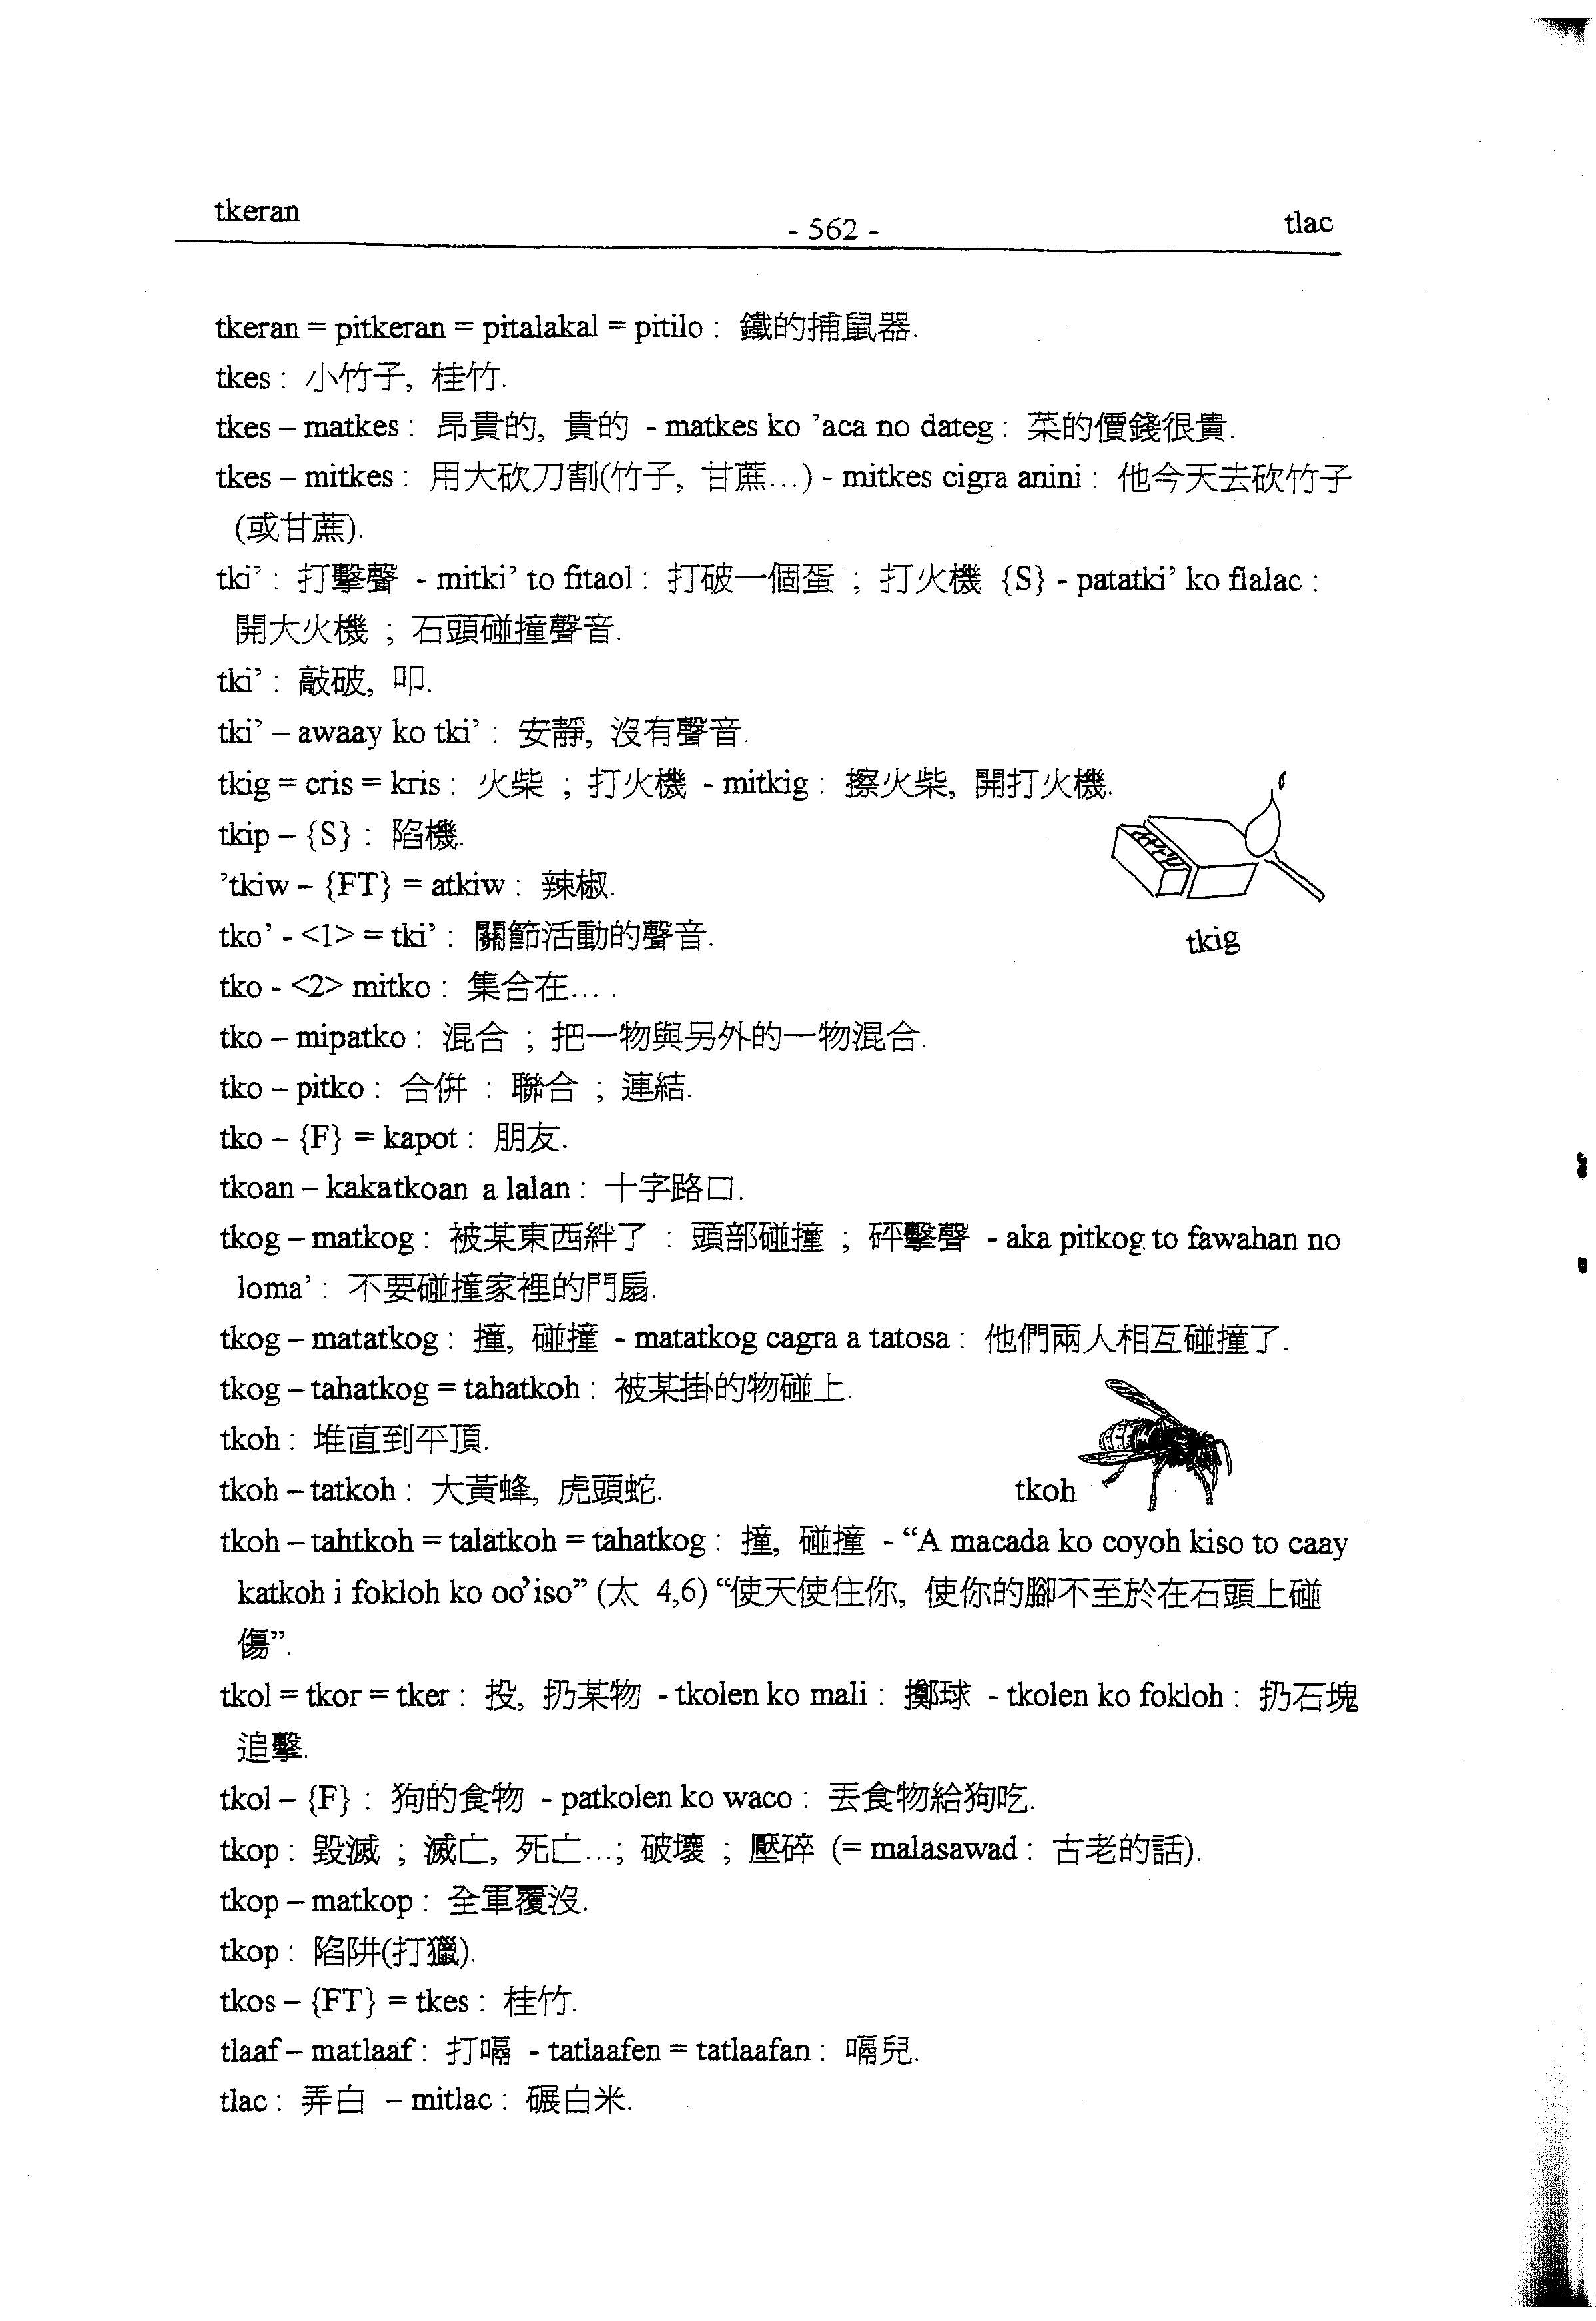 tkeran
- 562 -
tlac
tkeran = pitkeran = pitalakal = pitilo : 鐵的捕鼠器.
tkes : 小竹子, 桂竹.
tkes – matkes : 昂貴的, 貴的 - matkes ko ’aca no dateg : 菜的價錢很貴.
tkes – mitkes : 用大砍刀割(竹子, 甘蔗...) - mitkes cigra anini : 他今天去砍竹子
(或甘蔗).
tki’ : 打擊聲 - mitki’ to fitaol : 打破一個蛋 ; 打火機 {S} - patatki’ ko flalac :
開大火機 ; 石頭碰撞聲音.
tki’ : 敲破, 叩.
tki’ – awaay ko tki’ : 安靜, 沒有聲音.
tkig = cris = kris : 火柴 ; 打火機 - mitkig : 擦火柴, 開打火機.
tkip – {S} : 陷機.
’tkiw – {FT} = atkiw : 辣椒.
tko’ - <1> = tki’ : 關節活動的聲音.
tkig
tko - <2> mitko : 集合在... .
tko – mipatko : 混合 ; 把一物與另外的一物混合.
tko – pitko : 合併 : 聯合 ; 連結.
tko – {F} = kapot : 朋友.
tkoan – kakatkoan a lalan : 十字路口.
tkog – matkog : 被某東西絆了 : 頭部碰撞 ; 砰擊聲 - aka pitkog to fawahan no
loma’ : 不要碰撞家裡的門扇.
tkog – matatkog : 撞, 碰撞 - matatkog cagra a tatosa : 他們兩人相互碰撞了.
tkog – tahatkog = tahatkoh : 被某掛的物碰上.
tkoh : 堆直到平頂.
tkoh – tatkoh : 大黃蜂, 虎頭蛇.
tkoh
tkoh – tahtkoh = talatkoh = tahatkog : 撞, 碰撞 - “A macada ko coyoh kiso to caay
katkoh i fokloh ko oo’iso” (太 4,6) “使天使住你, 使你的腳不至於在石頭上碰
傷”.
tkol = tkor = tker : 投, 扔某物 - tkolen ko mali : 擲球 - tkolen ko fokloh : 扔石塊
追擊.
tkol – {F} : 狗的食物 - patkolen ko waco : 丟食物給狗吃.
tkop : 毀滅 ; 滅亡, 死亡...; 破壞 ; 壓碎 (= malasawad : 古老的話).
tkop – matkop : 全軍覆沒.
tkop : 陷阱(打獵).
tkos – {FT} = tkes : 桂竹.
tlaaf – matlaaf : 打嗝 - tatlaafen = tatlaafan : 嗝兒.
tlac : 弄白 – mitlac : 碾白米.